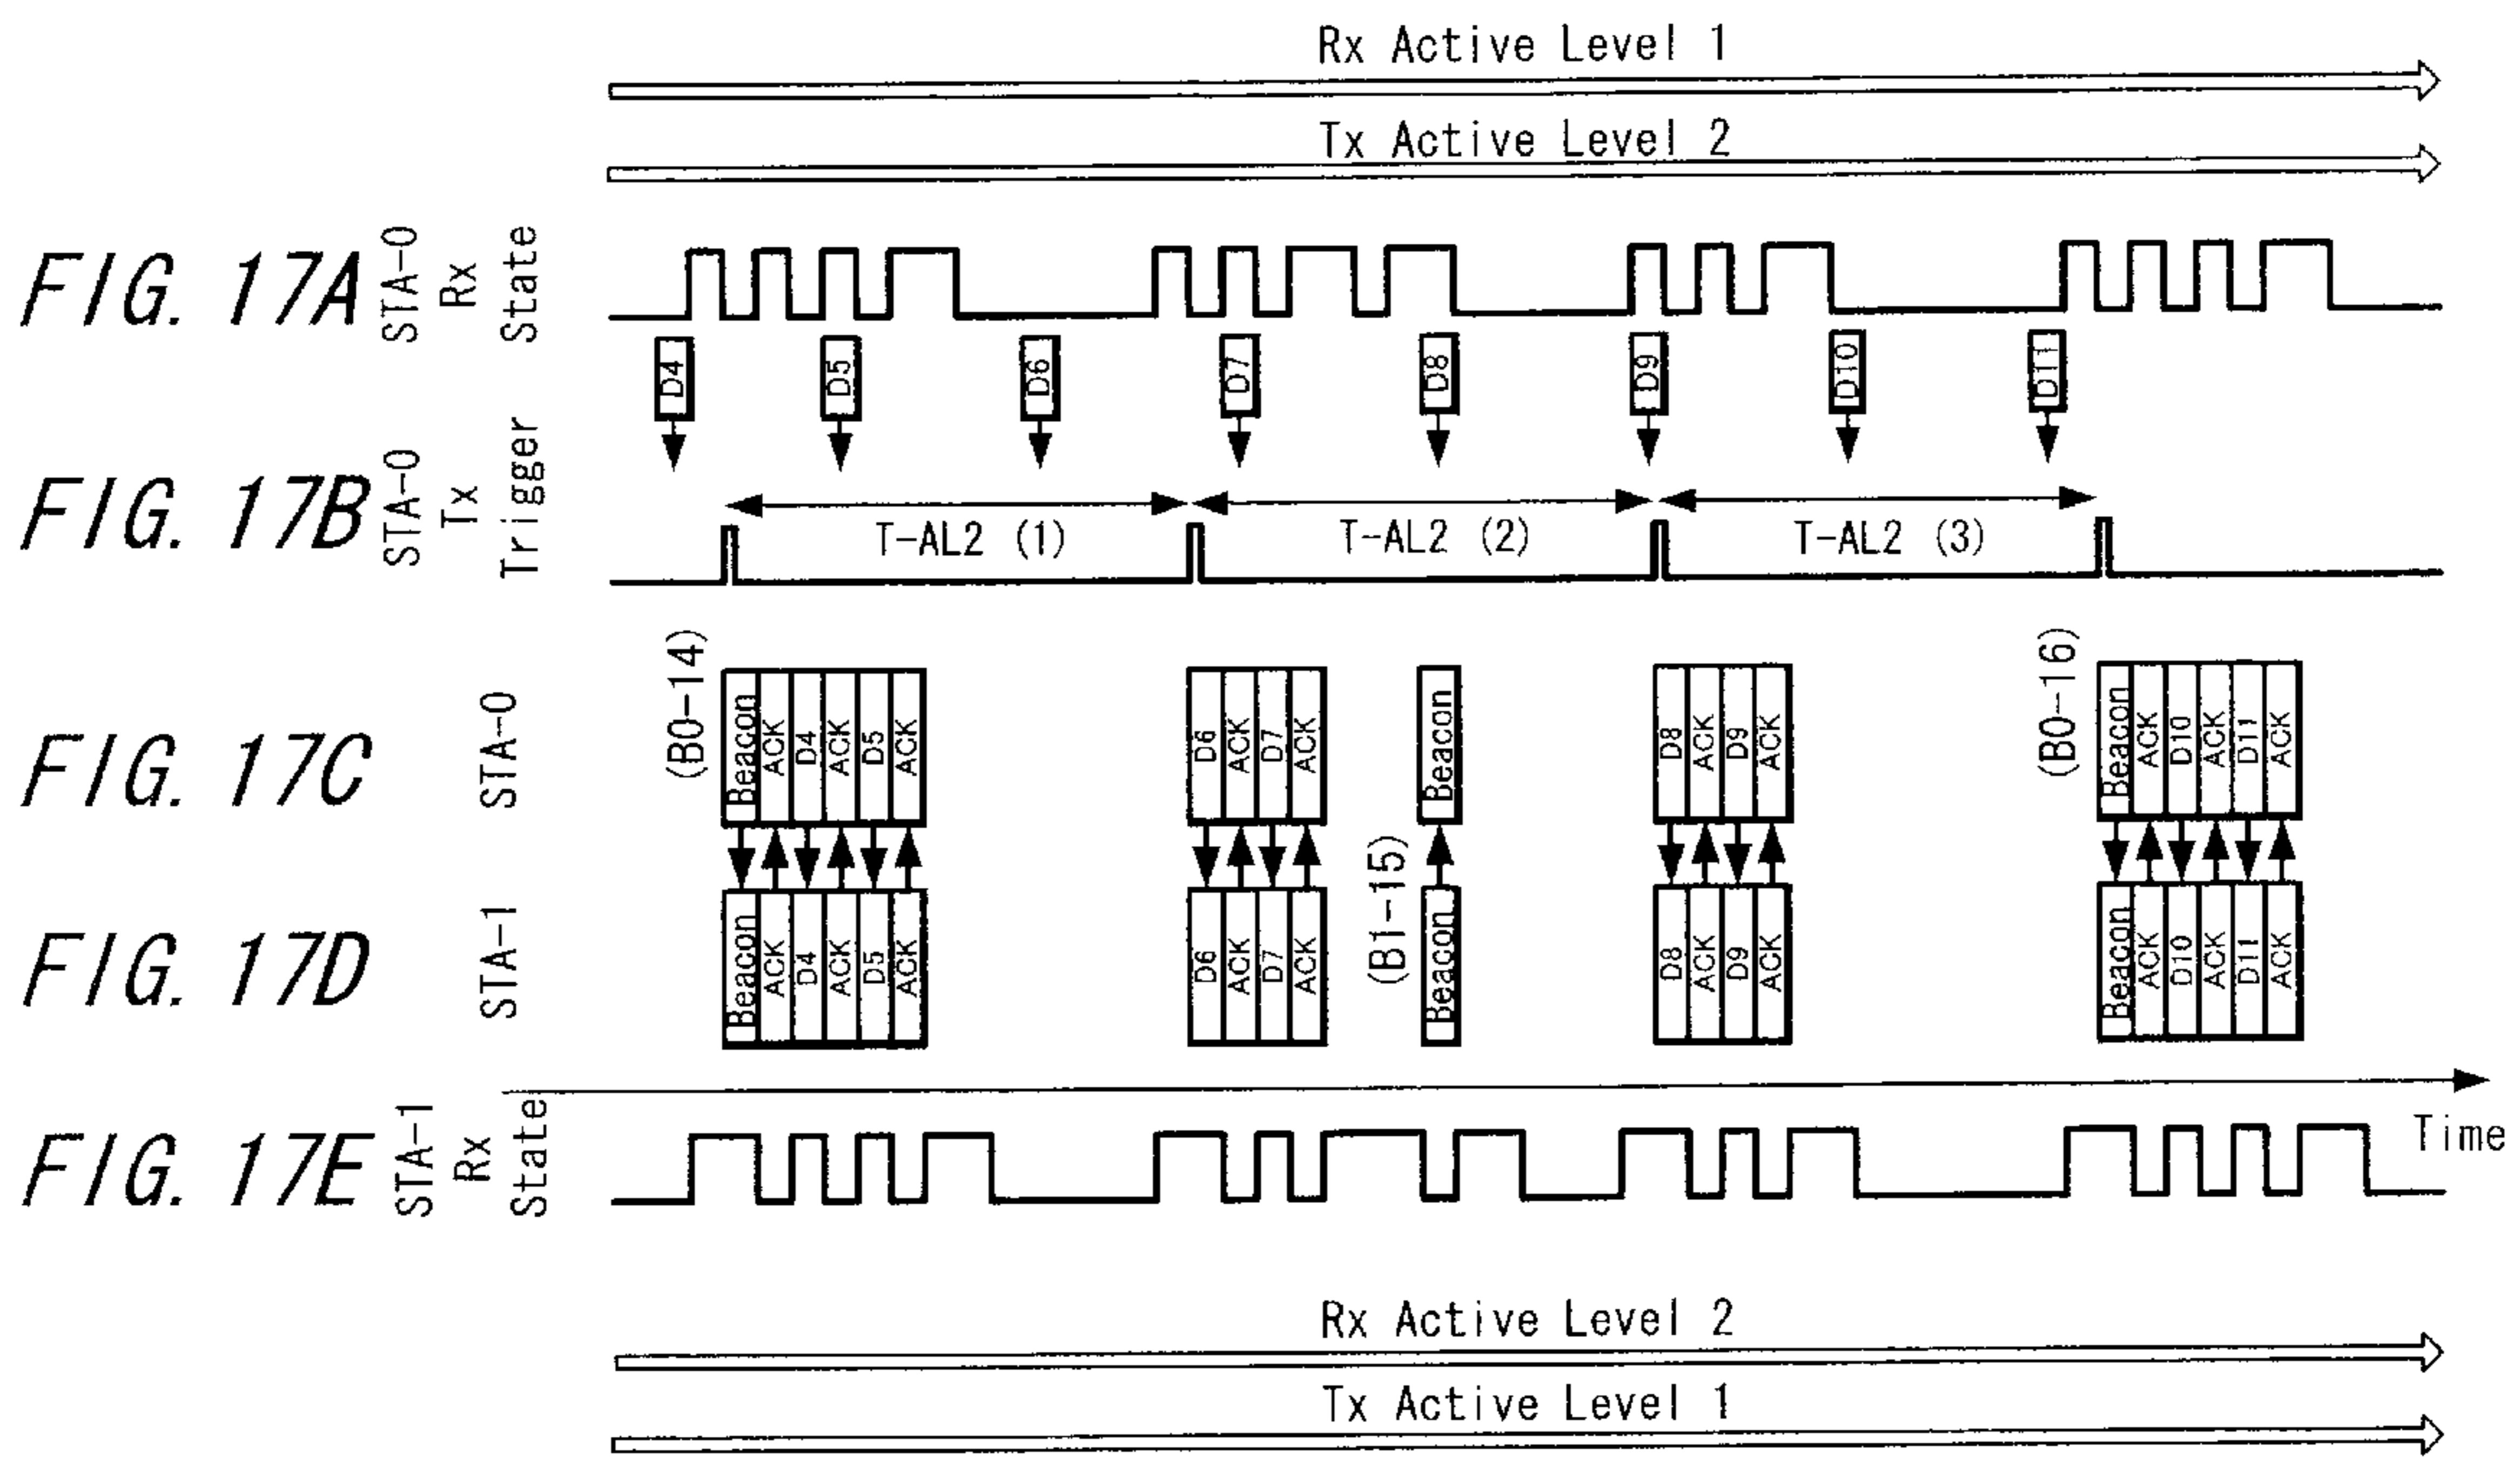 Rx Active Level 1
Tx Active Level 2
FIG. 17A
STA-0
Rx
State
D4
D5
D6
D7
D8
D9
D10
D11
FIG. 17B
STA-0
Tx
Trigger
T-AL2 (1)
T-AL2 (2)
T-AL2 (3)
FIG. 17C
STA-0
(B0-14)
Beacon
ACK
D4
ACK
D5
ACK
D6
ACK
D7
ACK
Beacon
D8
ACK
D9
ACK
(B0-16)
Beacon
ACK
D10
ACK
D11
ACK
FIG. 17D
STA-1
Beacon
ACK
D4
ACK
D5
ACK
D6
ACK
D7
ACK
(B1-15)
Beacon
D8
ACK
D9
ACK
Beacon
ACK
D10
ACK
D11
ACK
Time
FIG. 17E
STA-1
Rx
State
Rx Active Level 2
Tx Active Level 1